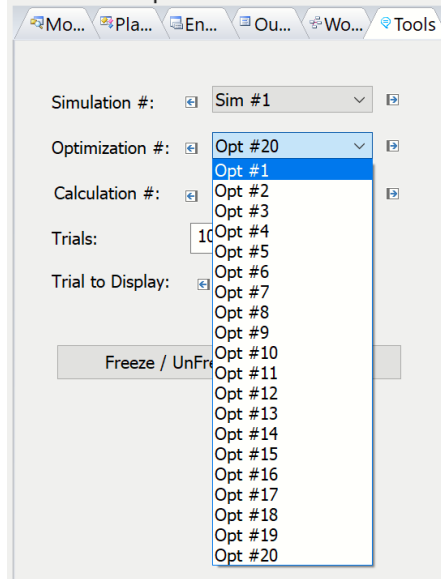 Mo... Pla... En... Ou... Wo... Tools
Simulation #: Sim #1
Optimization #: Opt #20
Opt #1
Calculation #: Opt #2
Opt #3
Trials: 10 Opt #4
Opt #5
Trial to Display: Opt #6
Opt #7
Opt #8
Opt #9
Freeze / UnFre Opt #10
Opt #11
Opt #12
Opt #13
Opt #14
Opt #15
Opt #16
Opt #17
Opt #18
Opt #19
Opt #20